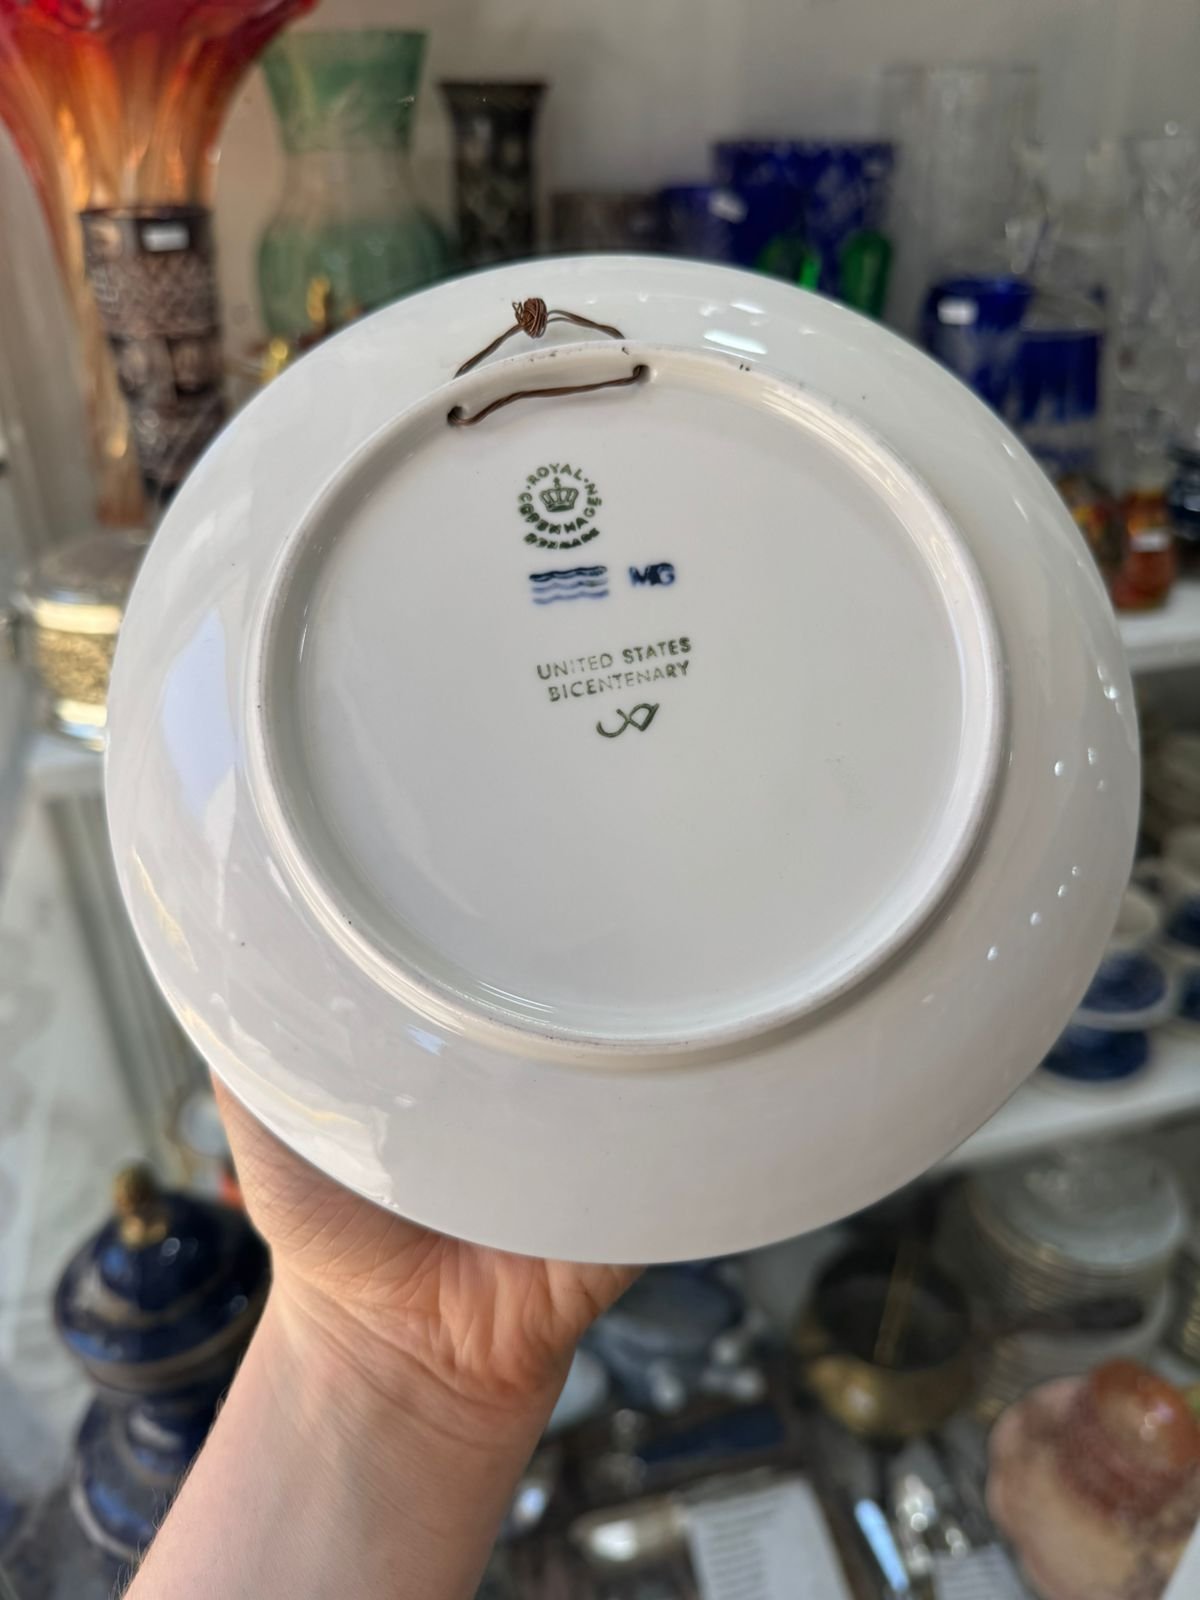 ROYAL
COPENHAGEN
DENMARK
MG
UNITED STATES
BICENTENARY